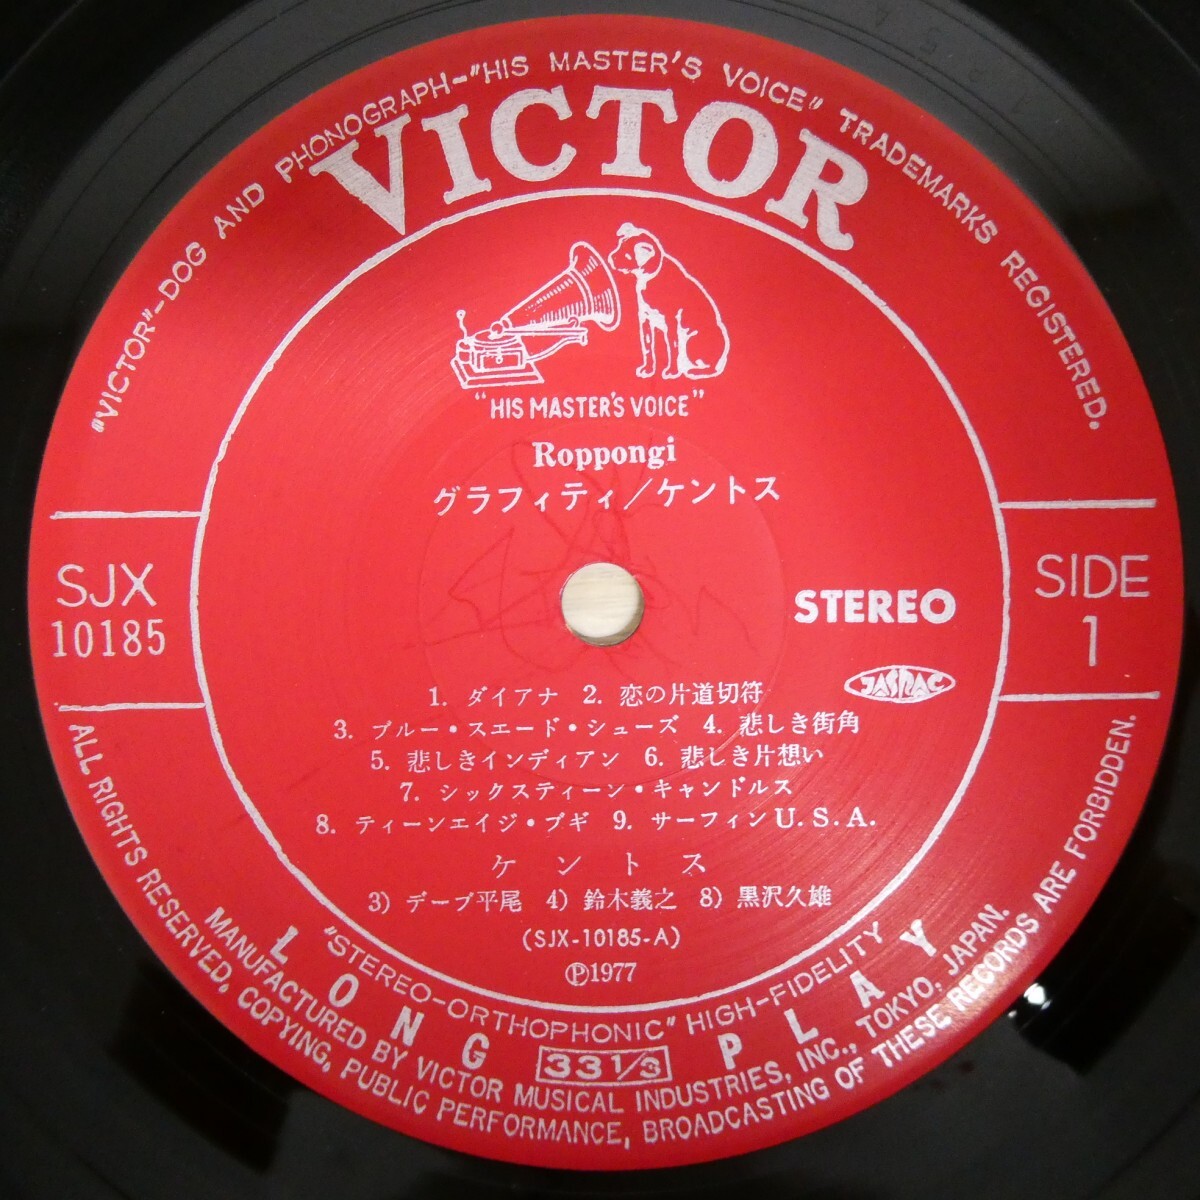 "VICTOR"-DOG AND PHONOGRAPH-"HIS MASTER'S VOICE" TRADEMARKS REGISTERED.
VICTOR
"HIS MASTER'S VOICE"
Roppongi
グラフィティ／ケントス
SJX
10185
STEREO
SIDE
1
JASRAC
1. ダイアナ 2. 恋の片道切符
3. ブルー・スエード・シューズ 4. 悲しき街角
5. 悲しきインディアン 6. 悲しき片想い
7. シックスティーン・キャンドルス
8. ティーンエイジ・ブギ 9. サーフィンU.S.A.
ケントス
3) デーブ平尾 4) 鈴木義之 8) 黒沢久雄
(SJX-10185-A)
Ⓟ1977
"STEREO-ORTHOPHONIC" HIGH-FIDELITY
LONG 33 1/3 PLAY
MANUFACTURED BY VICTOR MUSICAL INDUSTRIES, INC., TOKYO, JAPAN.
ALL RIGHTS RESERVED, COPYING, PUBLIC PERFORMANCE, BROADCASTING OF THESE RECORDS ARE FORBIDDEN.